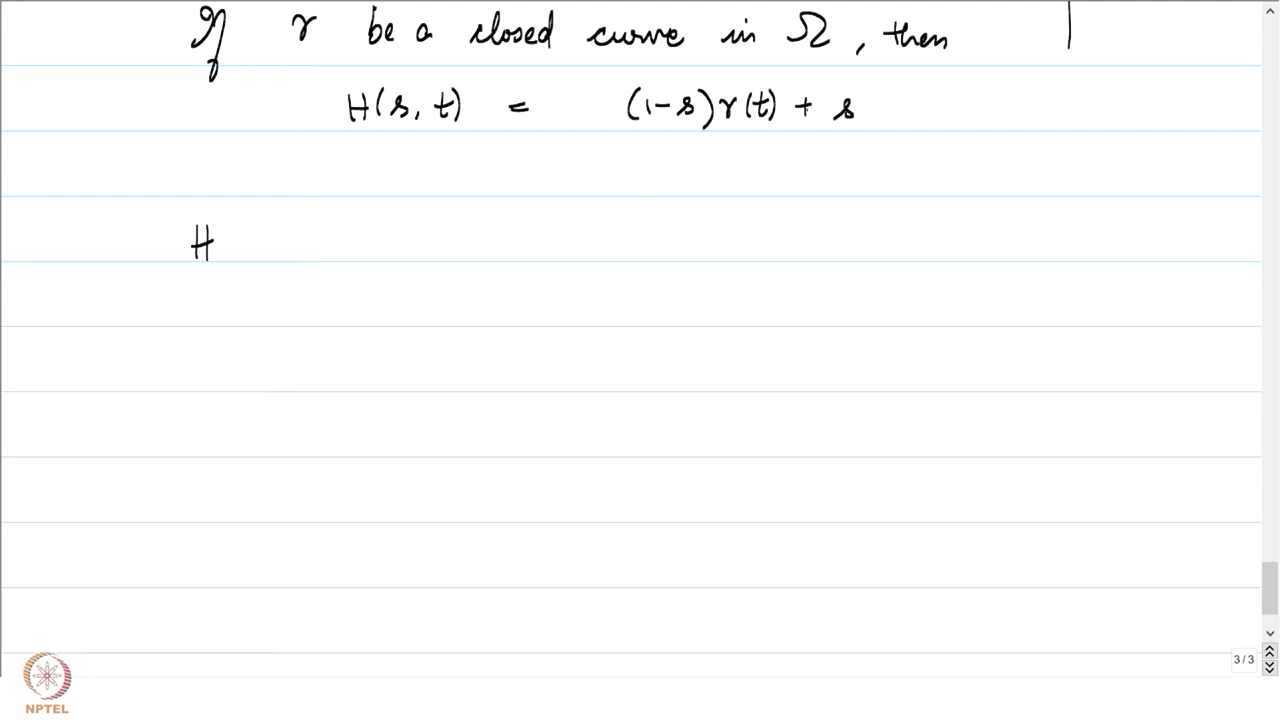 If γ be a closed curve in Ω, then
H(s, t) = (1-s)γ(t) + s
H
3/3
NPTEL